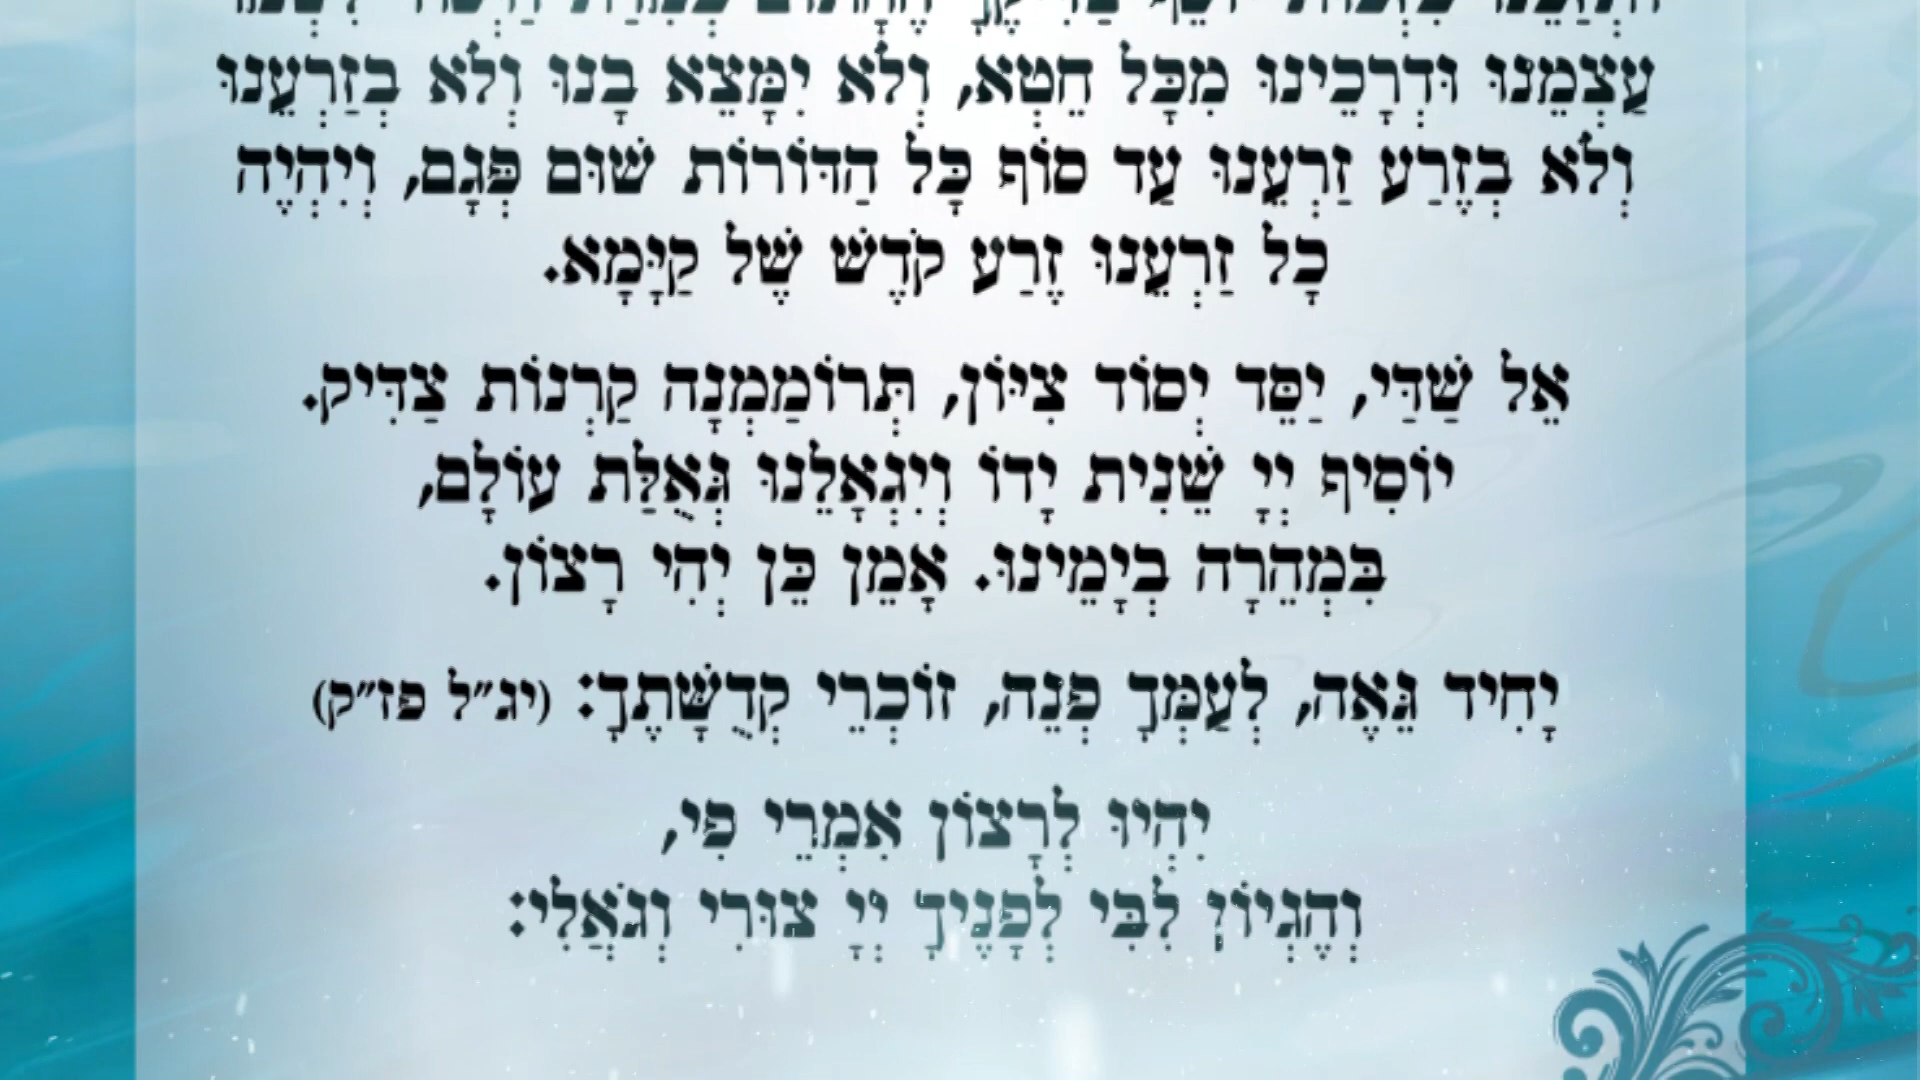 עַצְמֵנוּ וּדְרָכֵינוּ מִכָּל חֵטְא, וְלֹא יִמָּצֵא בָנוּ וְלֹא בְזַרְעֵנוּ
וְלֹא בְזֶרַע זַרְעֵנוּ עַד סוֹף כָּל הַדּוֹרוֹת שׁוּם פְּגָם, וְיִהְיֶה
כָל זַרְעֵנוּ זֶרַע קֹדֶשׁ שֶׁל קַיָּמָא.
אֵל שַׁדַּי, יַסֵּד יְסוֹד צִיּוֹן, תְּרוֹמַמְנָה קַרְנוֹת צַדִּיק.
יוֹסִיף יְיָ שֵׁנִית יָדוֹ וְיִגְאָלֵנוּ גְּאֻלַּת עוֹלָם,
בִּמְהֵרָה בְיָמֵינוּ. אָמֵן כֵּן יְהִי רָצוֹן.
יָחִיד גֵּאֶה, לְעַמְּךָ פְּנֵה, זוֹכְרֵי קְדֻשָּׁתֶךָ: (יג״ל פז״ק)
יִהְיוּ לְרָצוֹן אִמְרֵי פִי,
וְהֶגְיוֹן לִבִּי לְפָנֶיךָ יְיָ צוּרִי וְגֹאֲלִי: